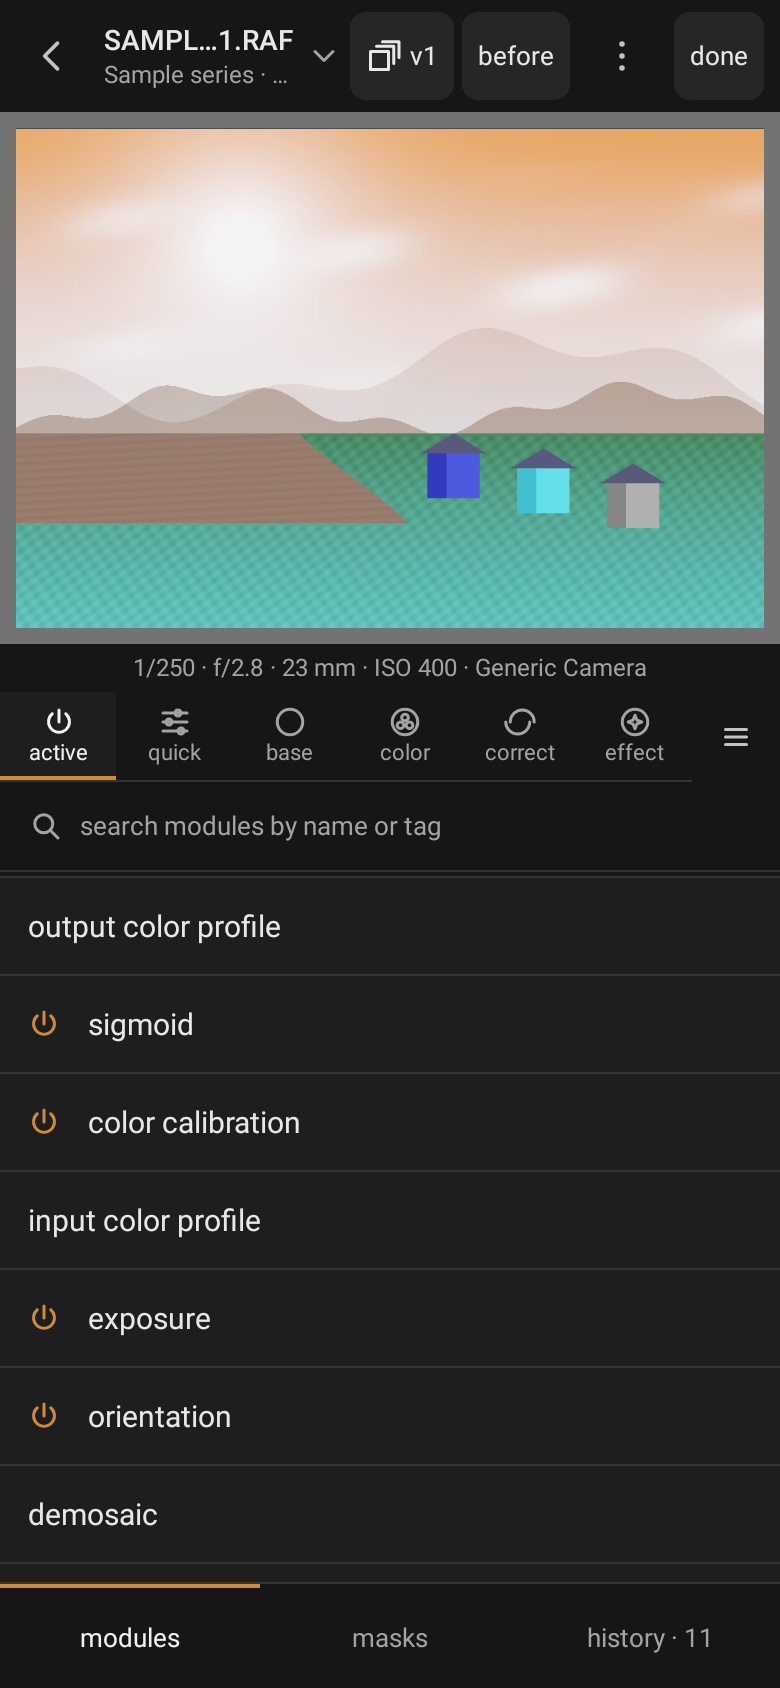 SAMPL…1.RAF
Sample series · …
v1
before
done
1/250 · f/2.8 · 23 mm · ISO 400 · Generic Camera
active
quick
base
color
correct
effect
search modules by name or tag
output color profile
sigmoid
color calibration
input color profile
exposure
orientation
demosaic
modules
masks
history · 11